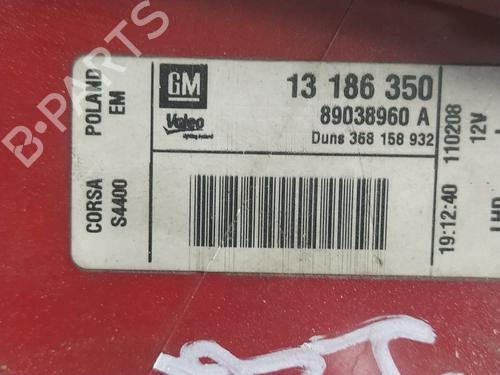 POLAND
EM
CORSA
S4400
GM
Valeo
13 186 350
89038960 A
Duns 368 158 932
19:12:40 110208
12V
LHD
B-PARTS